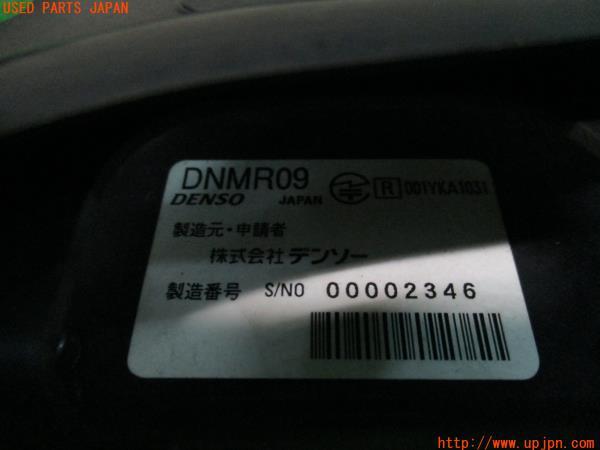 USED PARTS JAPAN
DNMR09
DENSO JAPAN R 001YKA1031
製造元・申請者
株式会社 デンソー
製造番号 S/NO 00002346
http://www.upjpn.com/